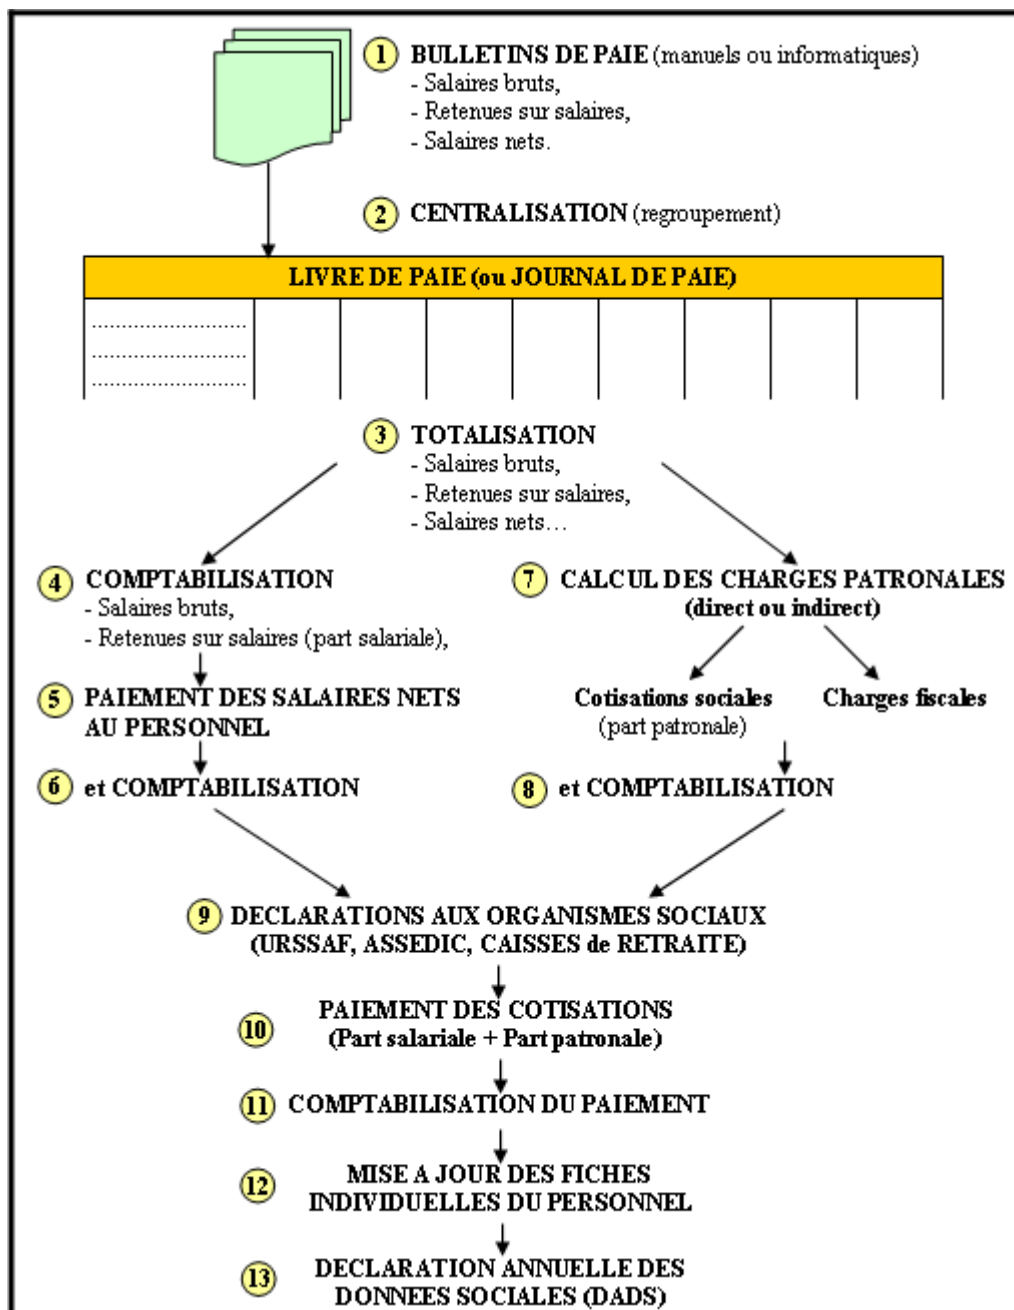 1 BULLETINS DE PAIE (manuels ou informatiques)
- Salaires bruts,
- Retenues sur salaires,
- Salaires nets.
2 CENTRALISATION (regroupement)
LIVRE DE PAIE (ou JOURNAL DE PAIE)
............................
............................
............................
3 TOTALISATION
- Salaires bruts,
- Retenues sur salaires,
- Salaires nets…
4 COMPTABILISATION
- Salaires bruts,
- Retenues sur salaires (part salariale),
5 PAIEMENT DES SALAIRES NETS
AU PERSONNEL
6 et COMPTABILISATION
7 CALCUL DES CHARGES PATRONALES
(direct ou indirect)
Cotisations sociales
(part patronale)
Charges fiscales
8 et COMPTABILISATION
9 DECLARATIONS AUX ORGANISMES SOCIAUX
(URSSAF, ASSEDIC, CAISSES de RETRAITE)
10 PAIEMENT DES COTISATIONS
(Part salariale + Part patronale)
11 COMPTABILISATION DU PAIEMENT
12 MISE A JOUR DES FICHES
INDIVIDUELLES DU PERSONNEL
13 DECLARATION ANNUELLE DES
DONNEES SOCIALES (DADS)